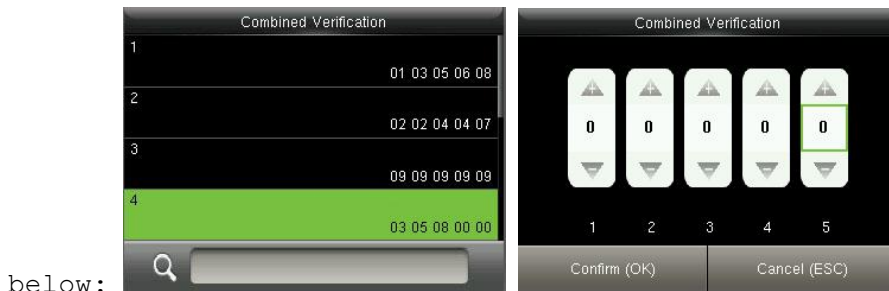 Combined Verification
1
01 03 05 06 08
2
02 02 04 04 07
3
09 09 09 09 09
4
03 05 08 00 00
Combined Verification
0 0 0 0 0
1 2 3 4 5
Confirm (OK) Cancel (ESC)
below: